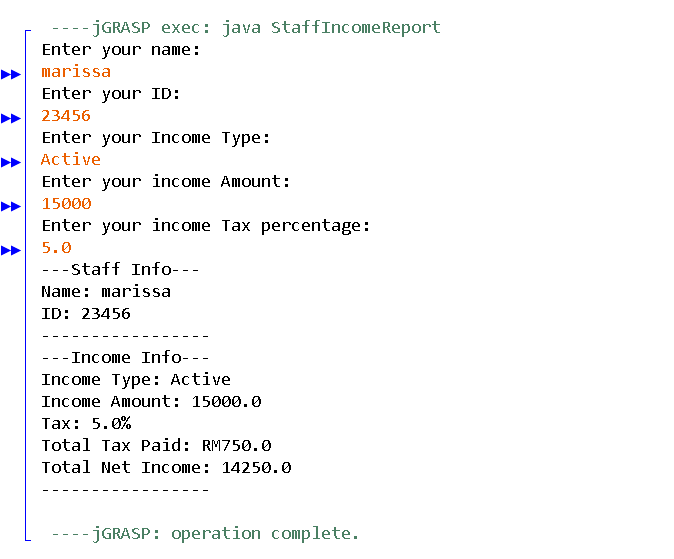 ----jGRASP exec: java StaffIncomeReport
Enter your name:
marissa
Enter your ID:
23456
Enter your Income Type:
Active
Enter your income Amount:
15000
Enter your income Tax percentage:
5.0
---Staff Info---
Name: marissa
ID: 23456
-----------------
---Income Info---
Income Type: Active
Income Amount: 15000.0
Tax: 5.0%
Total Tax Paid: RM750.0
Total Net Income: 14250.0
-----------------
----jGRASP: operation complete.